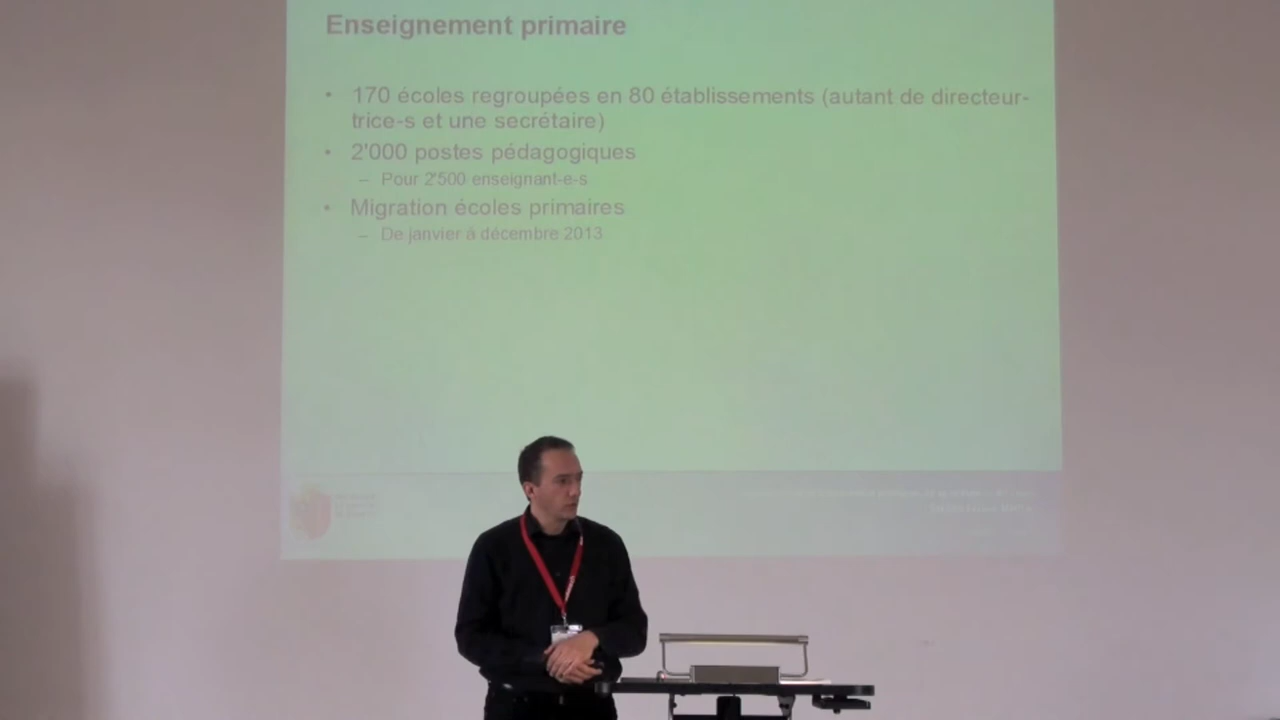 Enseignement primaire
• 170 écoles regroupées en 80 établissements (autant de directeur-
trice-s et une secrétaire)
• 2'000 postes pédagogiques
– Pour 2'500 enseignant-e-s
• Migration écoles primaires
– De janvier à décembre 2013